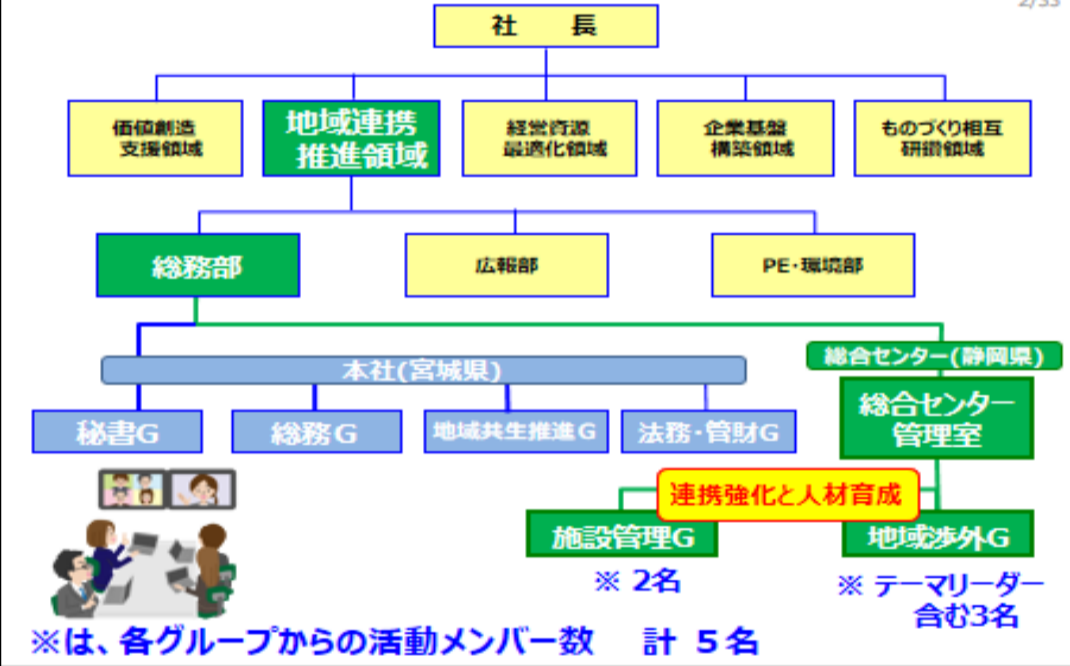 2/33
社　長
価値創造
支援領域
地域連携
推進領域
経営資源
最適化領域
企業基盤
構築領域
ものづくり相互
研鑽領域
総務部
広報部
PE・環境部
本社(宮城県)
総合センター(静岡県)
秘書G
総務G
地域共生推進G
法務・管財G
総合センター
管理室
連携強化と人材育成
施設管理G
地域渉外G
※ 2名
※ テーマリーダー
含む3名
※は、各グループからの活動メンバー数　計 5名